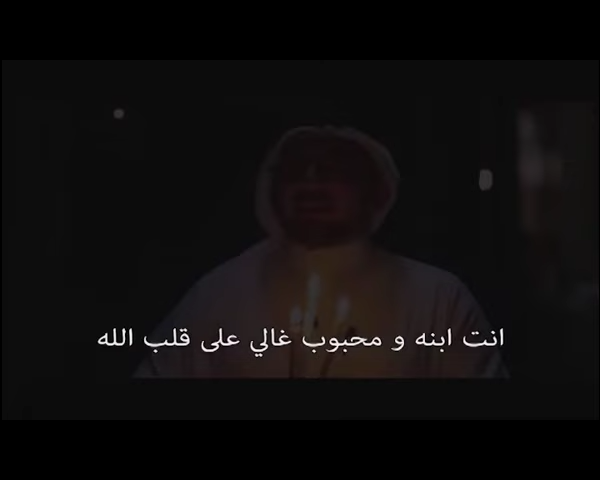 انت ابنه و محبوب غالي على قلب الله